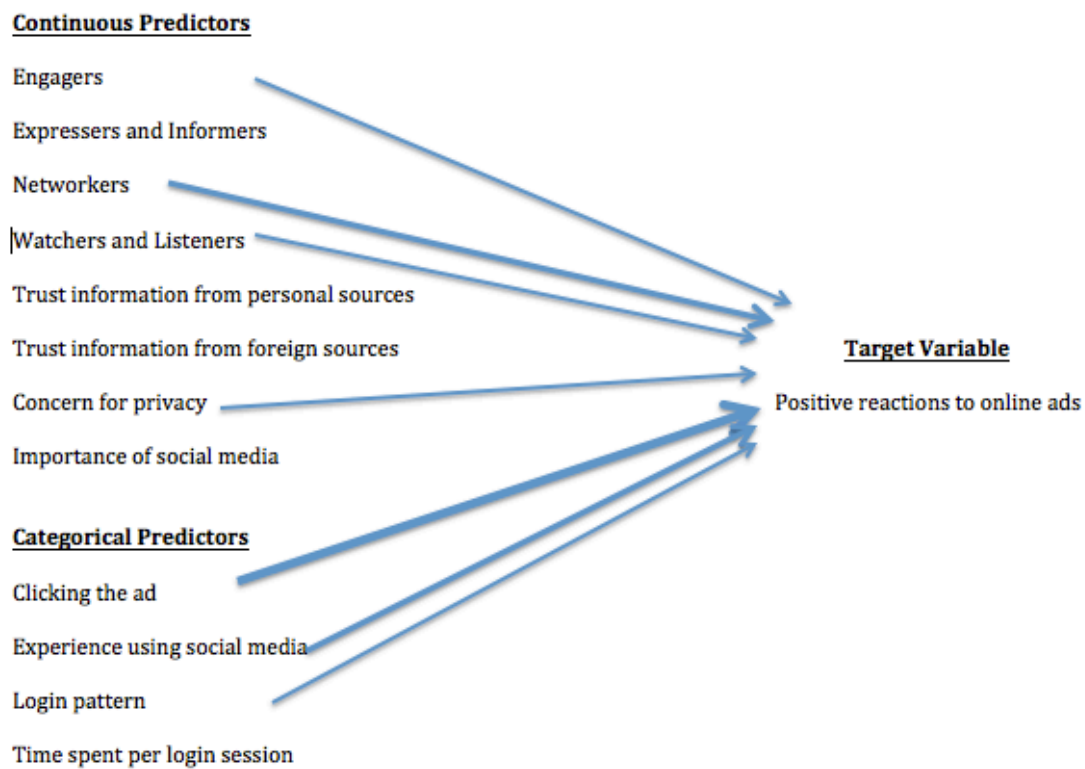 Continuous Predictors
Engagers
Expressers and Informers
Networkers
Watchers and Listeners
Trust information from personal sources
Trust information from foreign sources
Concern for privacy
Importance of social media
Categorical Predictors
Clicking the ad
Experience using social media
Login pattern
Time spent per login session
Target Variable
Positive reactions to online ads